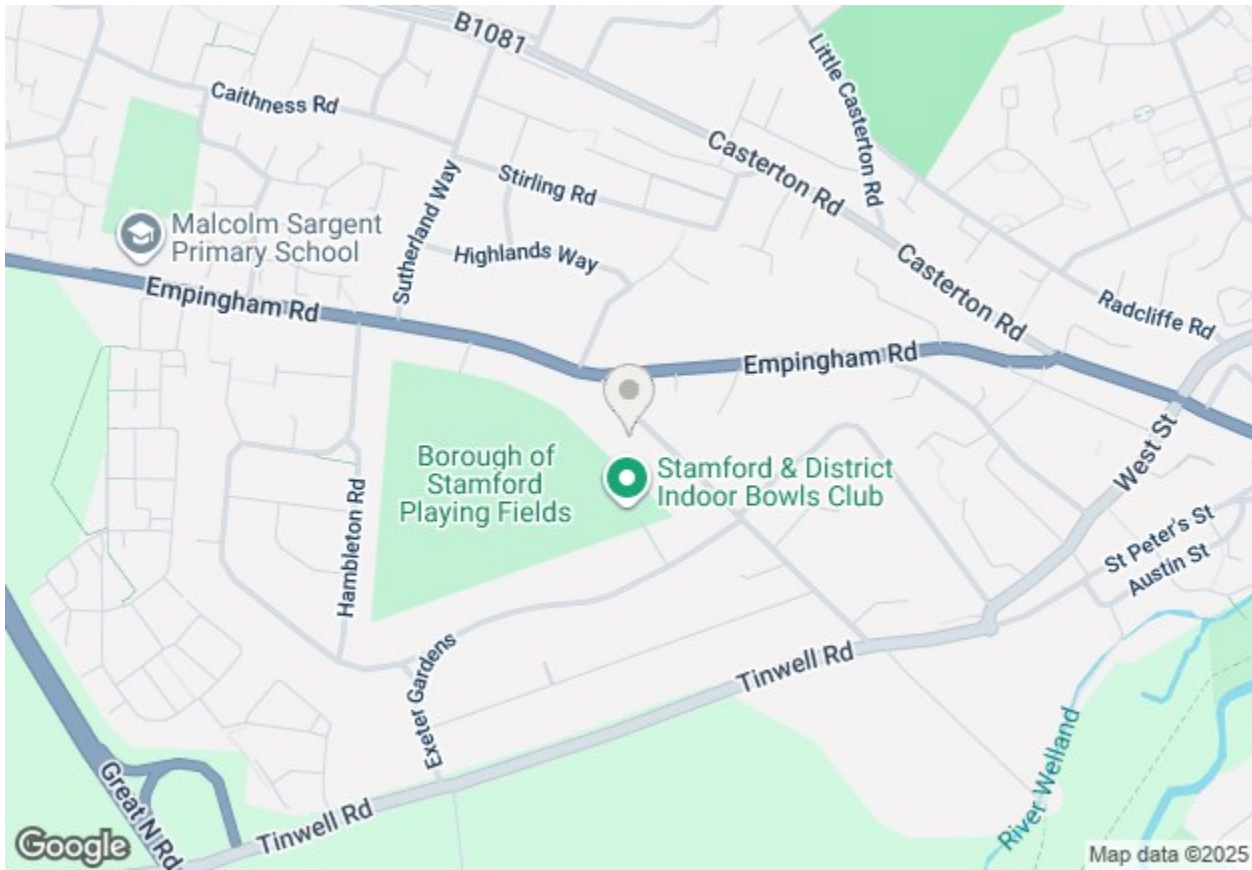 B1081
Little Casterton Rd
Caithness Rd
Casterton Rd
Stirling Rd
Sutherland Way
Malcolm Sargent
Primary School
Highlands Way
Casterton Rd
Empingham Rd
Radcliffe Rd
Empingham Rd
West St
Borough of
Stamford
Playing Fields
Stamford & District
Indoor Bowls Club
Hambleton Rd
St Peter's St
Austin St
Exeter Gardens
Tinwell Rd
River Welland
Great N Rd
Tinwell Rd
Google
Map data ©2025